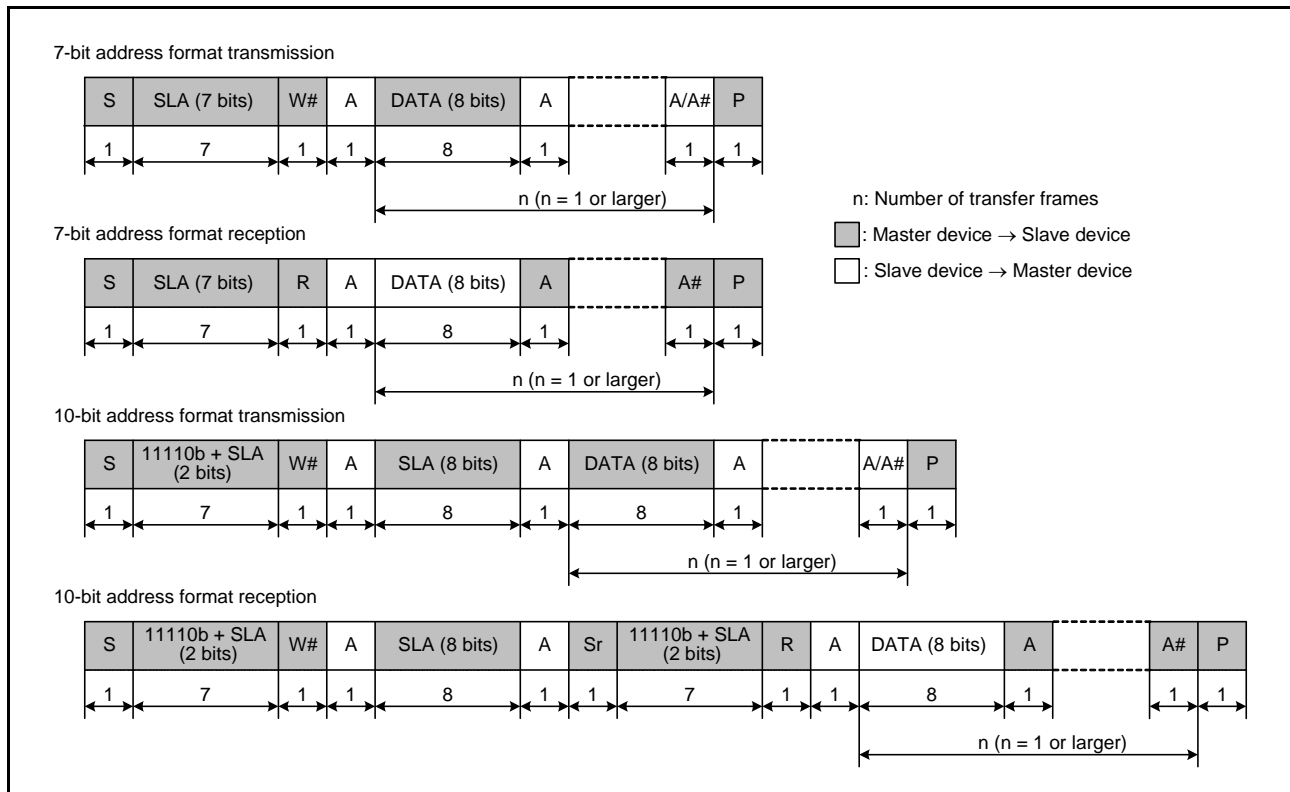 7-bit address format transmission
S SLA (7 bits) W# A DATA (8 bits) A A/A# P
1 7 1 1 8 1 1 1
n (n = 1 or larger)
n: Number of transfer frames
: Master device → Slave device
: Slave device → Master device
7-bit address format reception
S SLA (7 bits) R A DATA (8 bits) A A# P
1 7 1 1 8 1 1 1
n (n = 1 or larger)
10-bit address format transmission
S 11110b + SLA (2 bits) W# A SLA (8 bits) A DATA (8 bits) A A/A# P
1 7 1 1 8 1 8 1 1 1
n (n = 1 or larger)
10-bit address format reception
S 11110b + SLA (2 bits) W# A SLA (8 bits) A Sr 11110b + SLA (2 bits) R A DATA (8 bits) A A# P
1 7 1 1 8 1 1 7 1 1 8 1 1 1
n (n = 1 or larger)